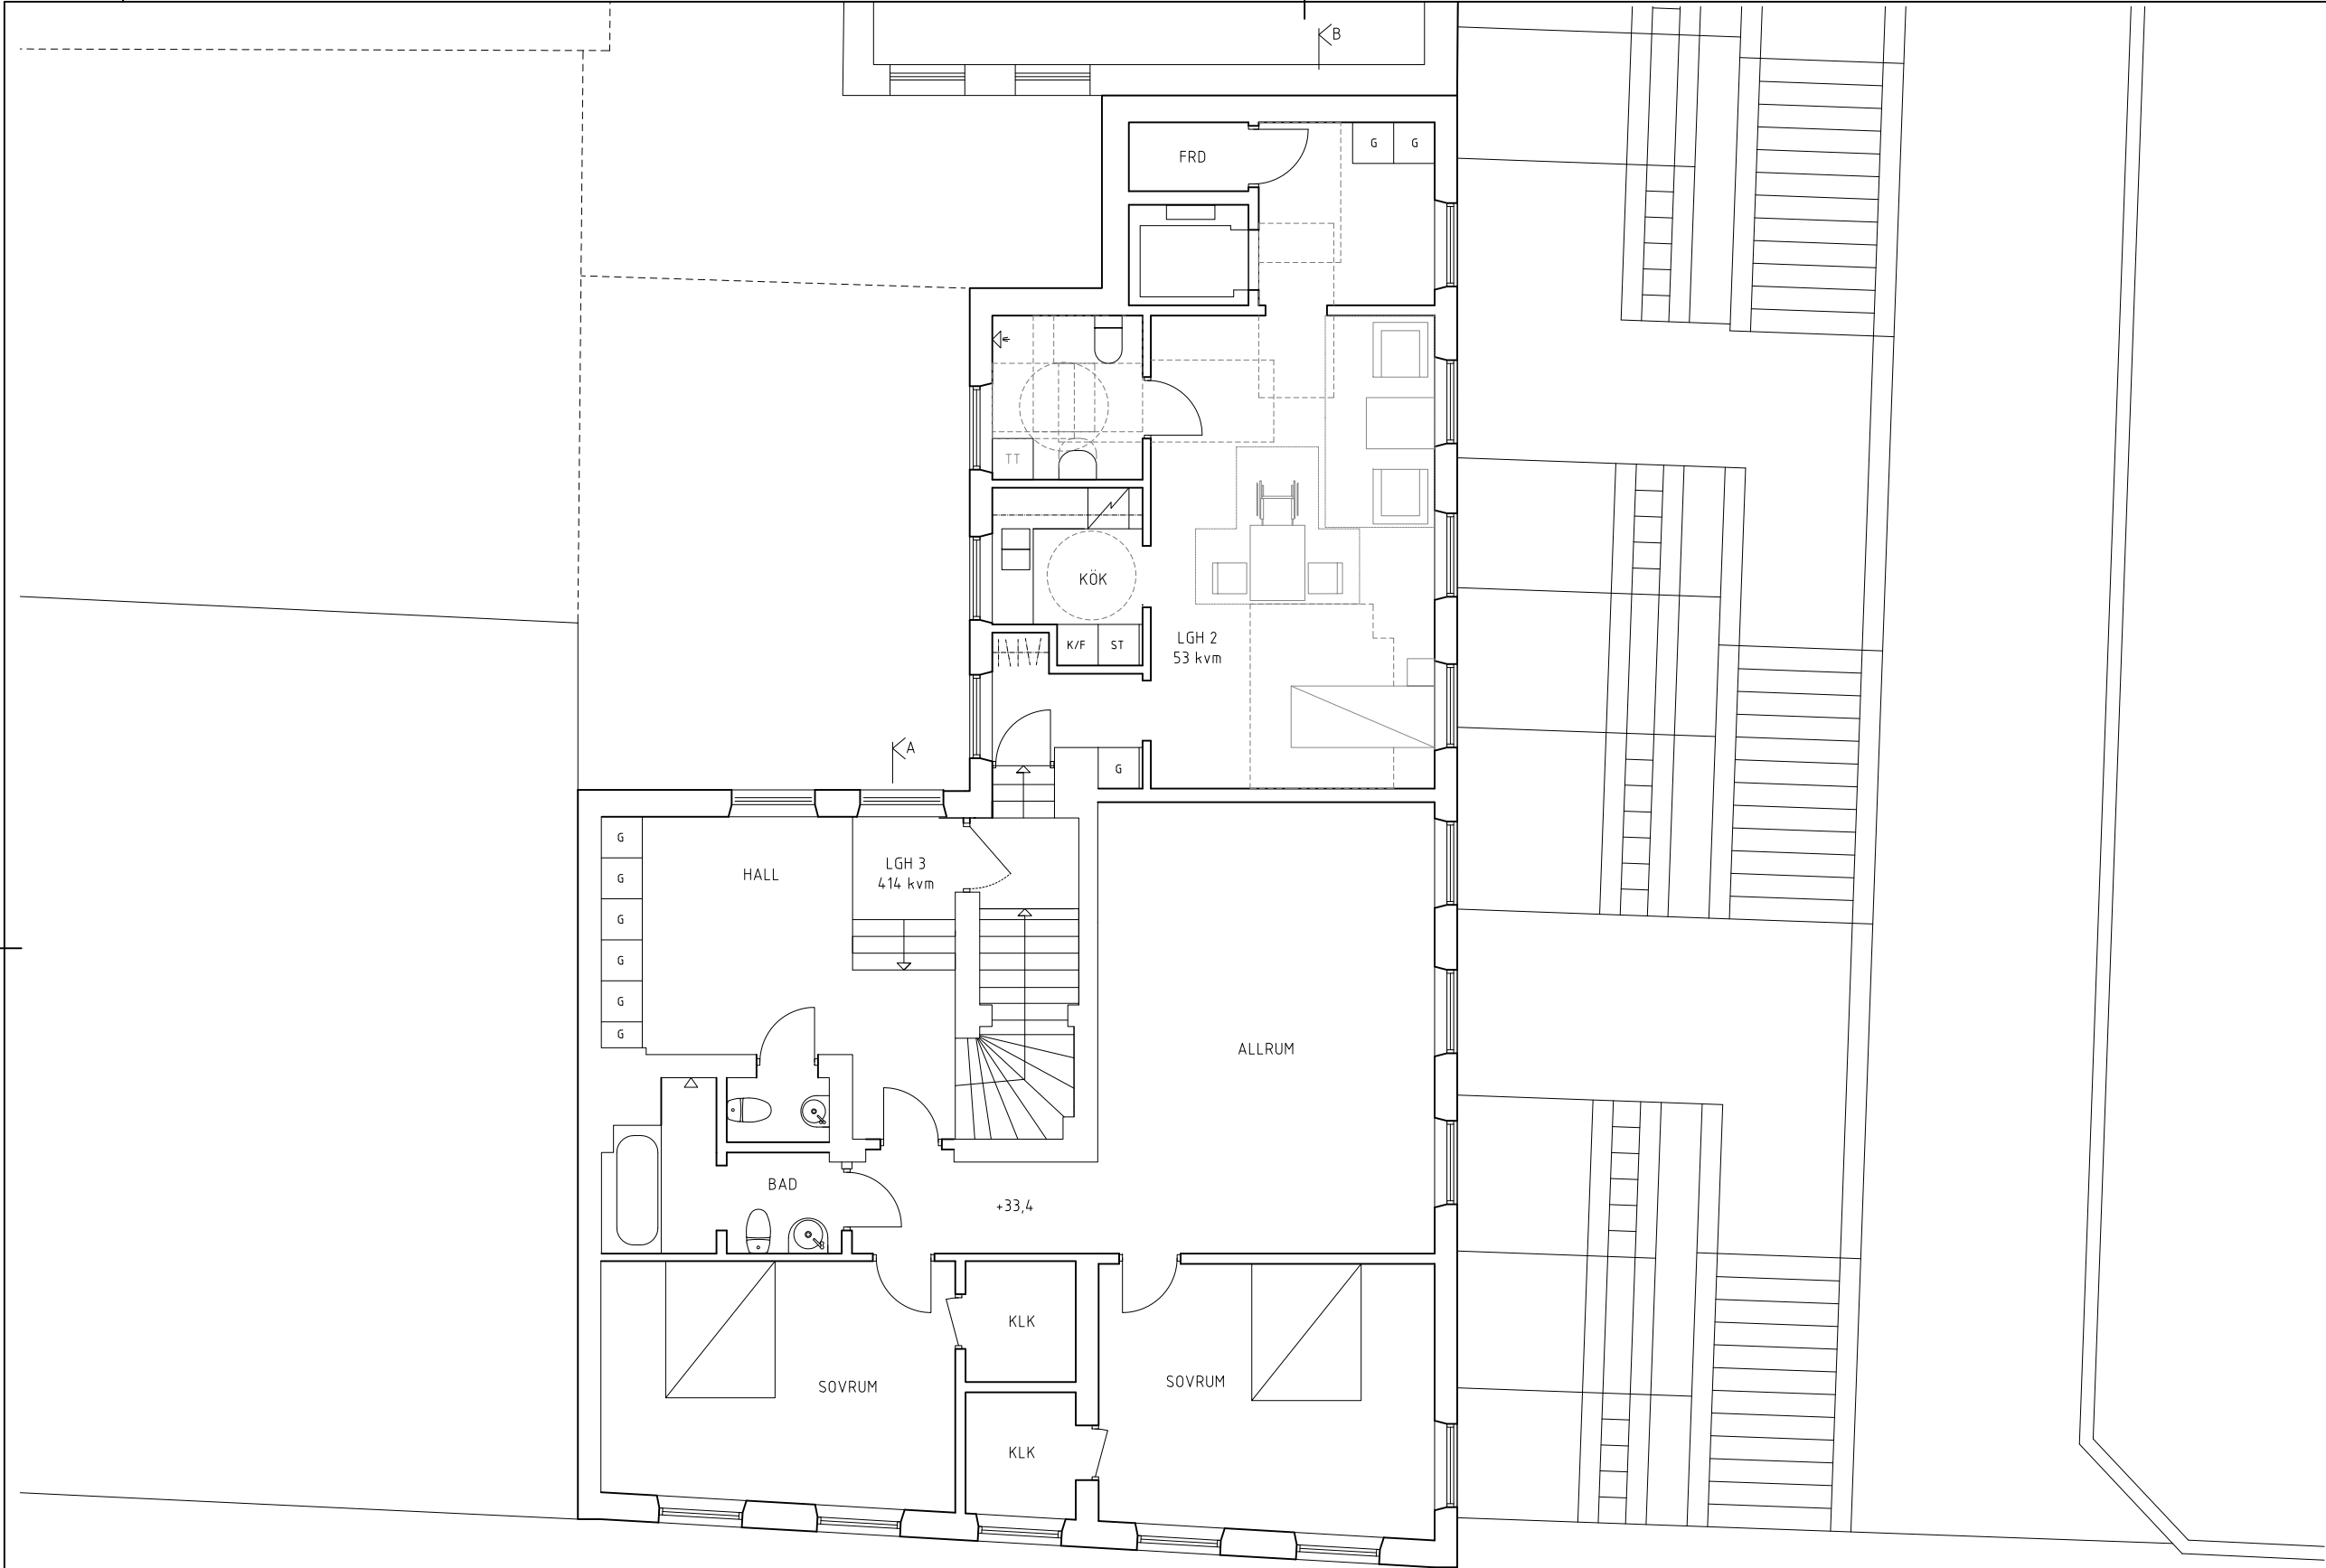 B
FRD
G
G
TT
KÖK
K/F
ST
LGH 2
53 kvm
A
G
G
HALL
LGH 3
414 kvm
G
G
G
G
G
ALLRUM
BAD
+33,4
KLK
SOVRUM
SOVRUM
KLK